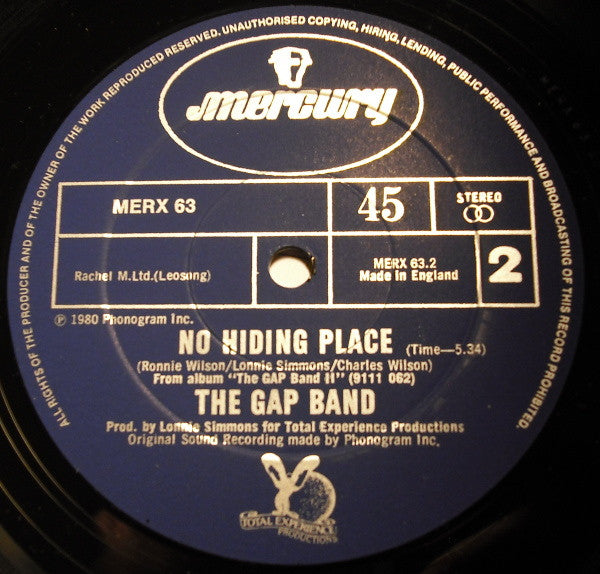 ALL RIGHTS OF THE PRODUCER AND OF THE OWNER OF THE WORK REPRODUCED RESERVED. UNAUTHORISED COPYING, HIRING, LENDING, PUBLIC PERFORMANCE AND BROADCASTING OF THIS RECORD PROHIBITED.
mercury
MERX 63
45
STEREO
Rachel M.Ltd.(Leosong)
MERX 63.2
Made in England
2
℗ 1980 Phonogram Inc.
NO HIDING PLACE (Time—5.34)
(Ronnie Wilson/Lonnie Simmons/Charles Wilson)
From album "The GAP Band II" (9111 062)
THE GAP BAND
Prod. by Lonnie Simmons for Total Experience Productions
Original Sound Recording made by Phonogram Inc.
TOTAL EXPERIENCE
PRODUCTIONS